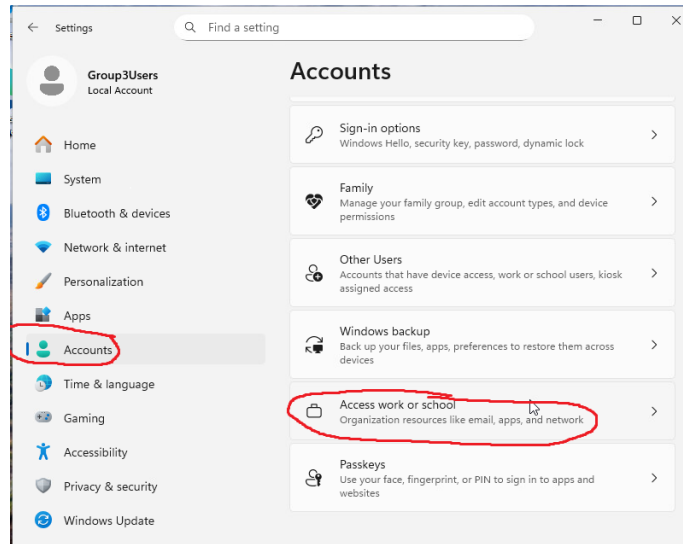 Settings
Find a setting
Group3Users
Local Account
Home
System
Bluetooth & devices
Network & internet
Personalization
Apps
Accounts
Time & language
Gaming
Accessibility
Privacy & security
Windows Update
Accounts
Sign-in options
Windows Hello, security key, password, dynamic lock
Family
Manage your family group, edit account types, and device
permissions
Other Users
Accounts that have device access, work or school users, kiosk
assigned access
Windows backup
Back up your files, apps, preferences to restore them across
devices
Access work or school
Organization resources like email, apps, and network
Passkeys
Use your face, fingerprint, or PIN to sign in to apps and
websites